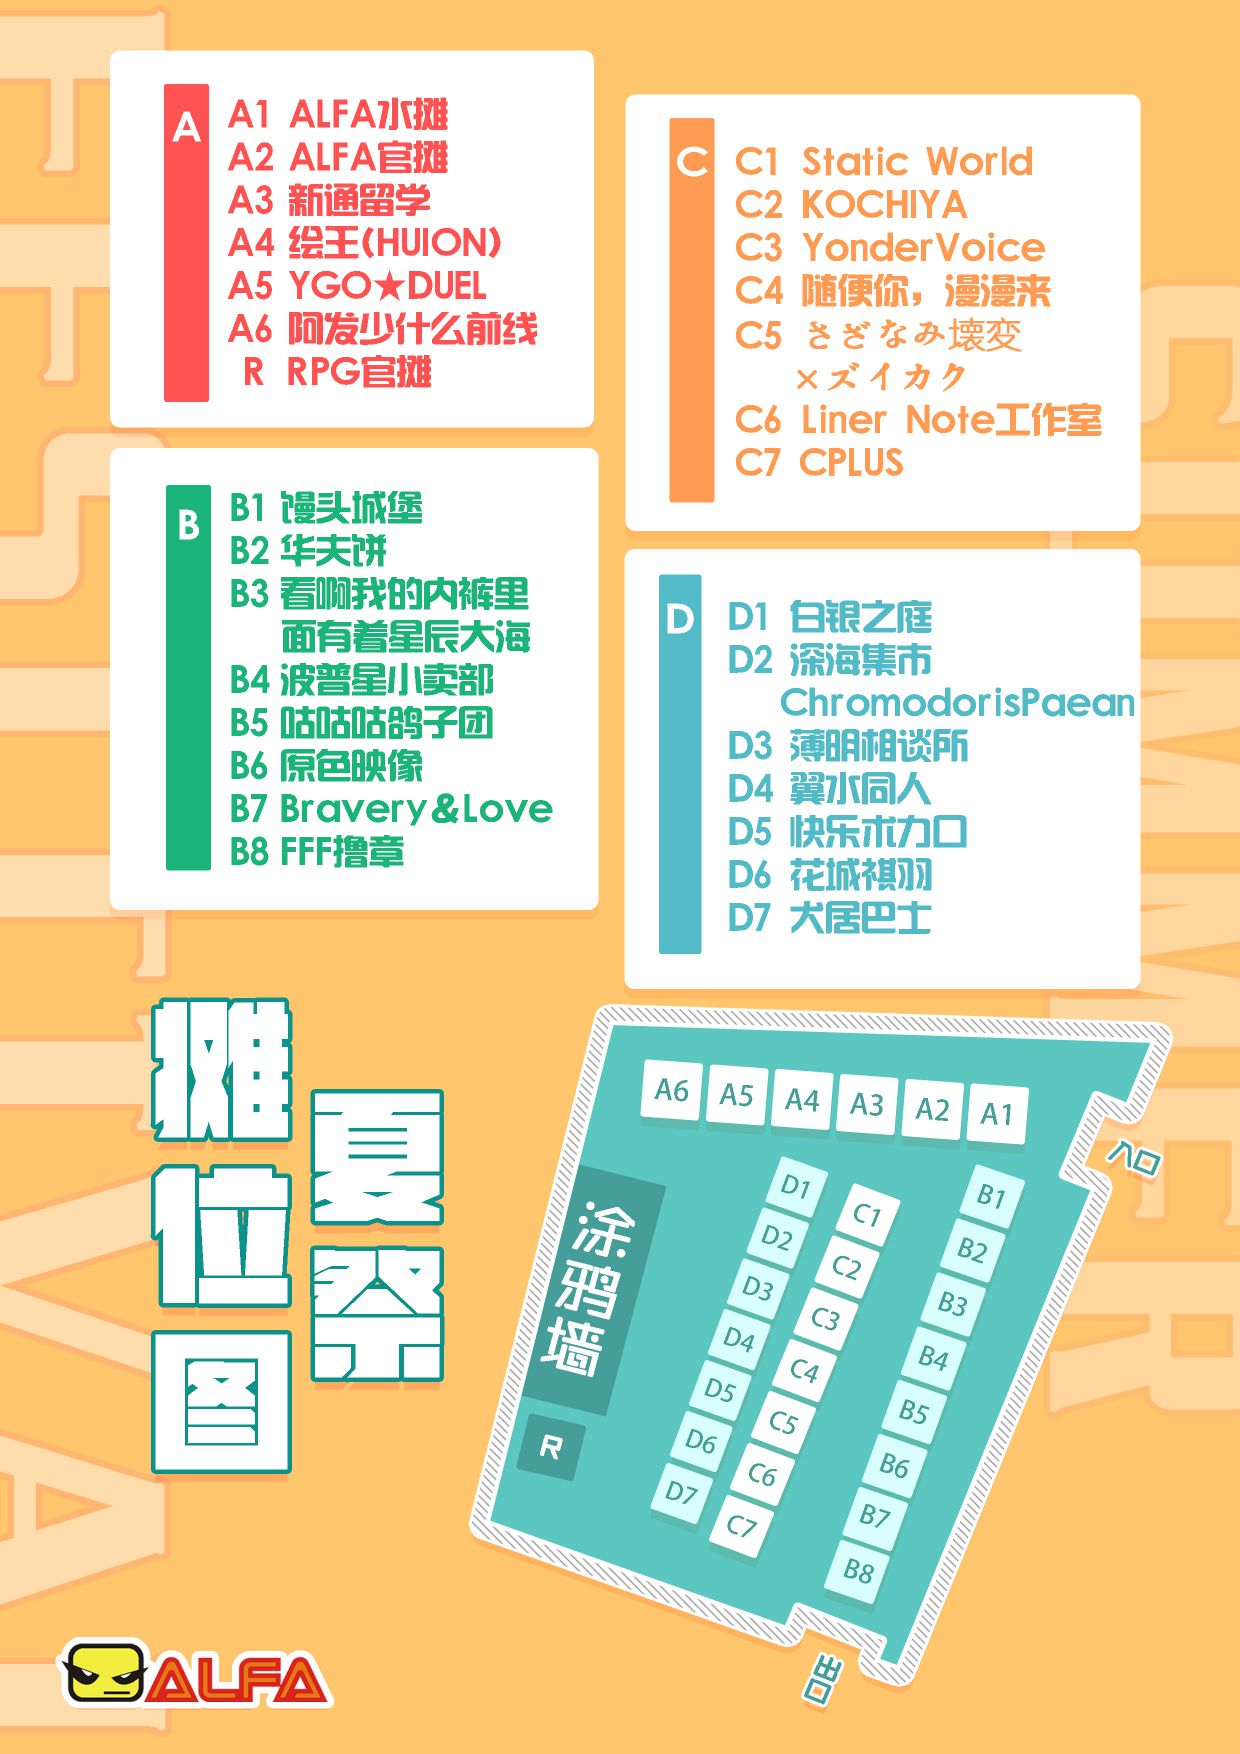 A
A1 ALFA水摊
A2 ALFA官摊
A3 新通留学
A4 绘王(HUION)
A5 YGO★DUEL
A6 阿发少什么前线
R RPG官摊
B
B1 馒头城堡
B2 华夫饼
B3 看啊我的内裤里
面有着星辰大海
B4 波普星小卖部
B5 咕咕咕鸽子团
B6 原色映像
B7 Bravery&Love
B8 FFF撸章
C
C1 Static World
C2 KOCHIYA
C3 YonderVoice
C4 随便你，漫漫来
C5 さざなみ壊変
×ズイカク
C6 Liner Note工作室
C7 CPLUS
D
D1 白银之庭
D2 深海集市
ChromodorisPaean
D3 薄明相谈所
D4 翼水同人
D5 快乐术力口
D6 花城祺羽
D7 犬居巴士
夏祭
摊位图
A6 A5 A4 A3 A2 A1
入口
D1
D2
D3
D4
D5
D6
D7
C1
C2
C3
C4
C5
C6
C7
B1
B2
B3
B4
B5
B6
B7
B8
涂鸦墙
R
出口
ALFA
SUMMER
FESTIVAL